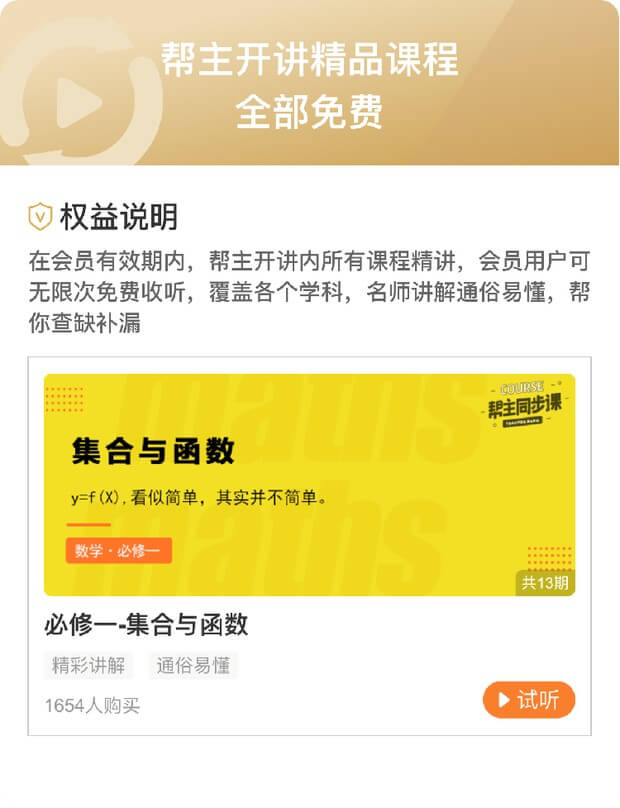 帮主开讲精品课程
全部免费
权益说明
在会员有效期内，帮主开讲内所有课程精讲，会员用户可
无限次免费收听，覆盖各个学科，名师讲解通俗易懂，帮
你查缺补漏
maths
maths
COURSE
帮主同步课
集合与函数
y=f(X),看似简单，其实并不简单。
数学·必修一
共13期
必修一-集合与函数
精彩讲解 通俗易懂
1654人购买
试听